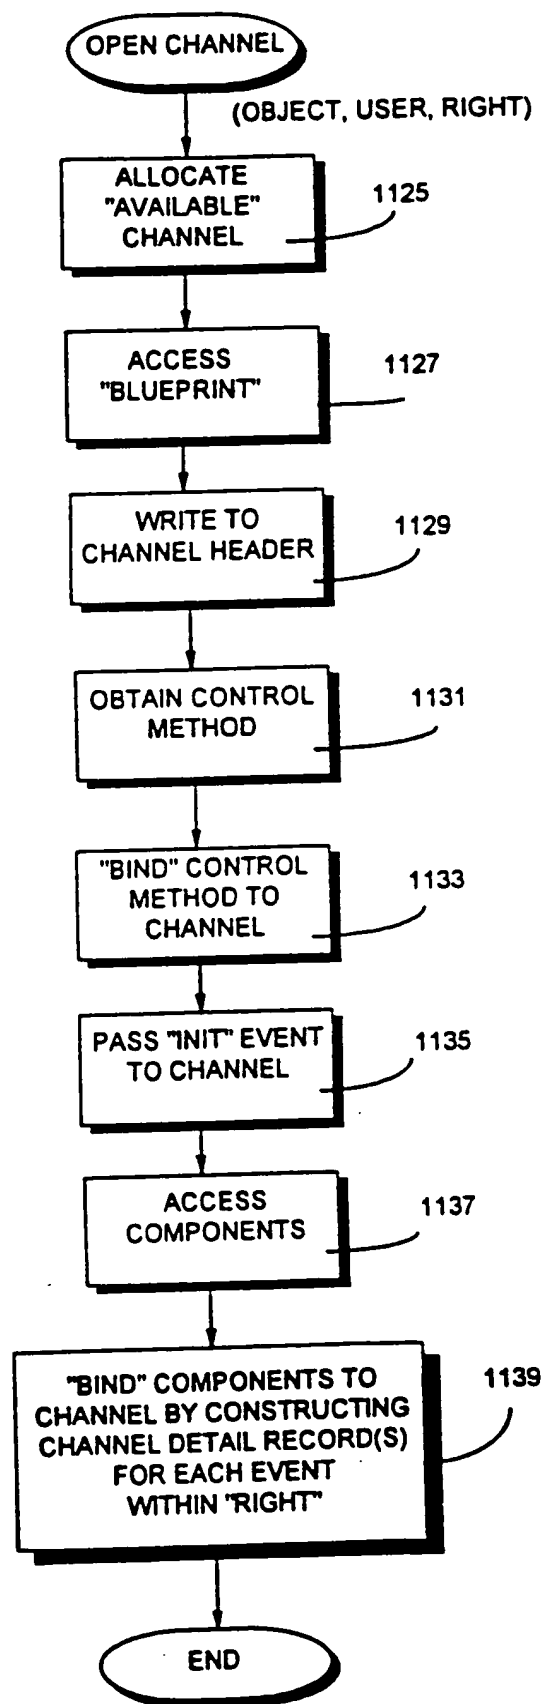 OPEN CHANNEL
(OBJECT, USER, RIGHT)
ALLOCATE
"AVAILABLE"
CHANNEL
1125
ACCESS
"BLUEPRINT"
1127
WRITE TO
CHANNEL HEADER
1129
OBTAIN CONTROL
METHOD
1131
"BIND" CONTROL
METHOD TO
CHANNEL
1133
PASS "INIT" EVENT
TO CHANNEL
1135
ACCESS
COMPONENTS
1137
"BIND" COMPONENTS TO
CHANNEL BY CONSTRUCTING
CHANNEL DETAIL RECORD(S)
FOR EACH EVENT
WITHIN "RIGHT"
1139
END